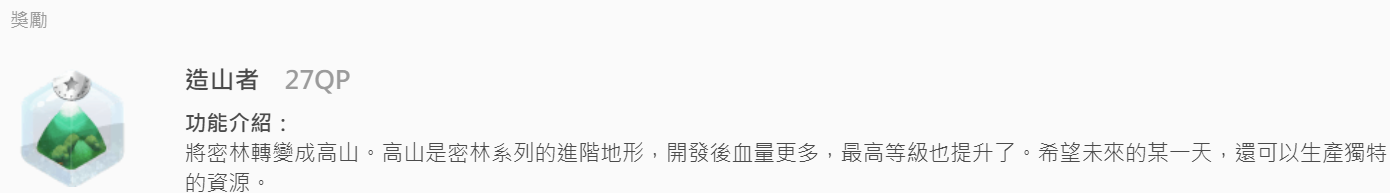 獎勵
造山者 27QP
功能介紹：
將密林轉變成高山。高山是密林系列的進階地形，開發後血量更多，最高等級也提升了。希望未來的某一天，還可以生產獨特
的資源。